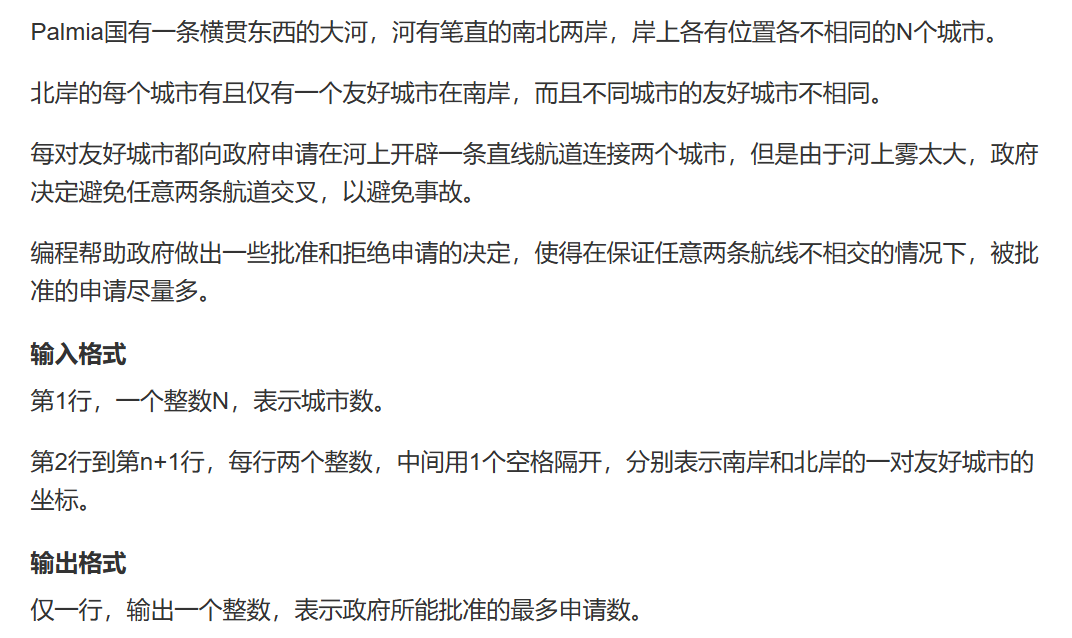 Palmia国有一条横贯东西的大河，河有笔直的南北两岸，岸上各有位置各不相同的N个城市。
北岸的每个城市有且仅有一个友好城市在南岸，而且不同城市的友好城市不相同。
每对友好城市都向政府申请在河上开辟一条直线航道连接两个城市，但是由于河上雾太大，政府
决定避免任意两条航道交叉，以避免事故。
编程帮助政府做出一些批准和拒绝申请的决定，使得在保证任意两条航线不相交的情况下，被批
准的申请尽量多。
输入格式
第1行，一个整数N，表示城市数。
第2行到第n+1行，每行两个整数，中间用1个空格隔开，分别表示南岸和北岸的一对友好城市的
坐标。
输出格式
仅一行，输出一个整数，表示政府所能批准的最多申请数。